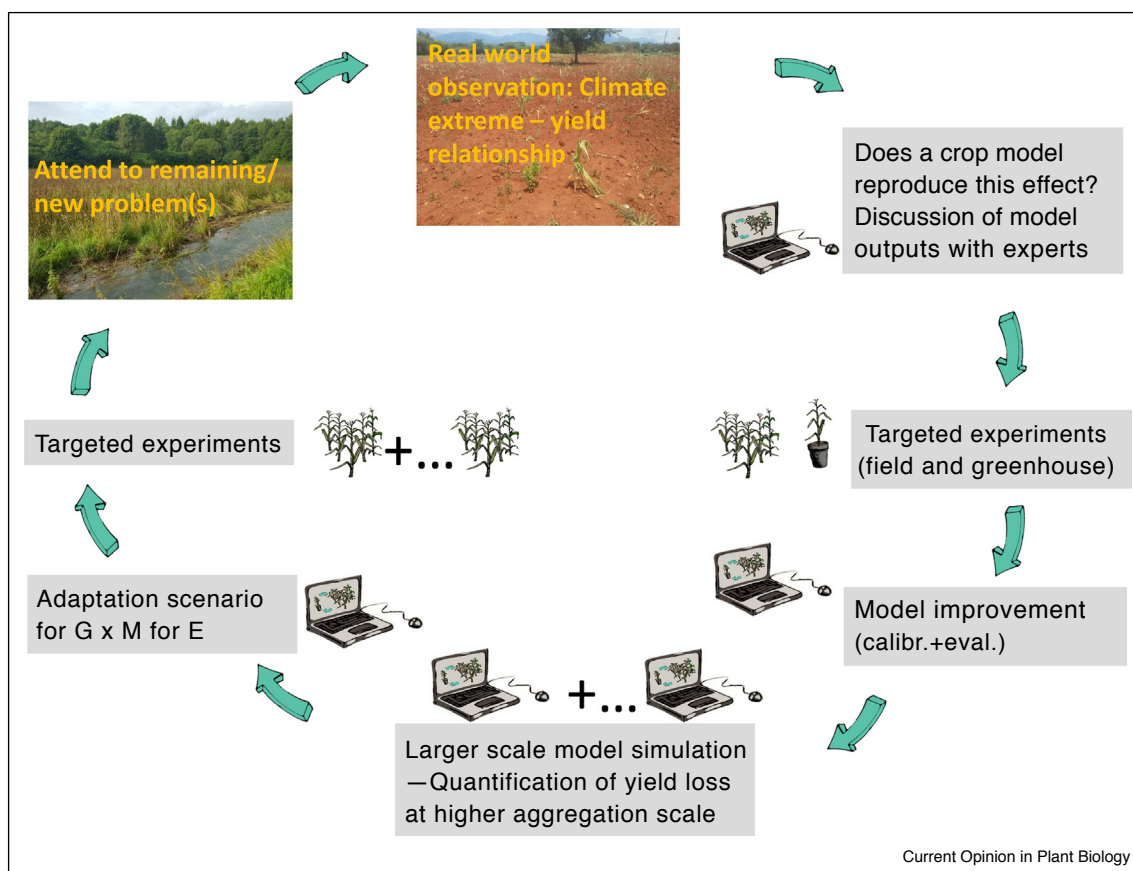 Real world
observation: Climate
extreme – yield
relationship
Does a crop model
reproduce this effect?
Discussion of model
outputs with experts
Targeted experiments
(field and greenhouse)
Model improvement
(calibr.+eval.)
+...
Larger scale model simulation
—Quantification of yield loss
at higher aggregation scale
Adaptation scenario
for G x M for E
Targeted experiments
+...
Attend to remaining/
new problem(s)
Current Opinion in Plant Biology